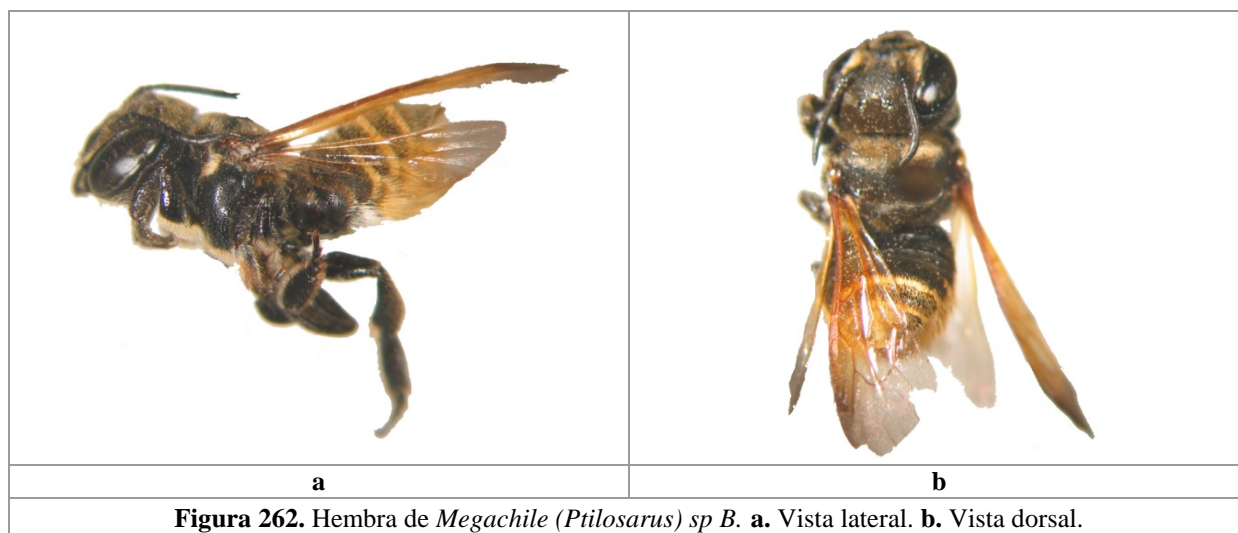 a
b
Figura 262. Hembra de Megachile (Ptilosarus) sp B. a. Vista lateral. b. Vista dorsal.